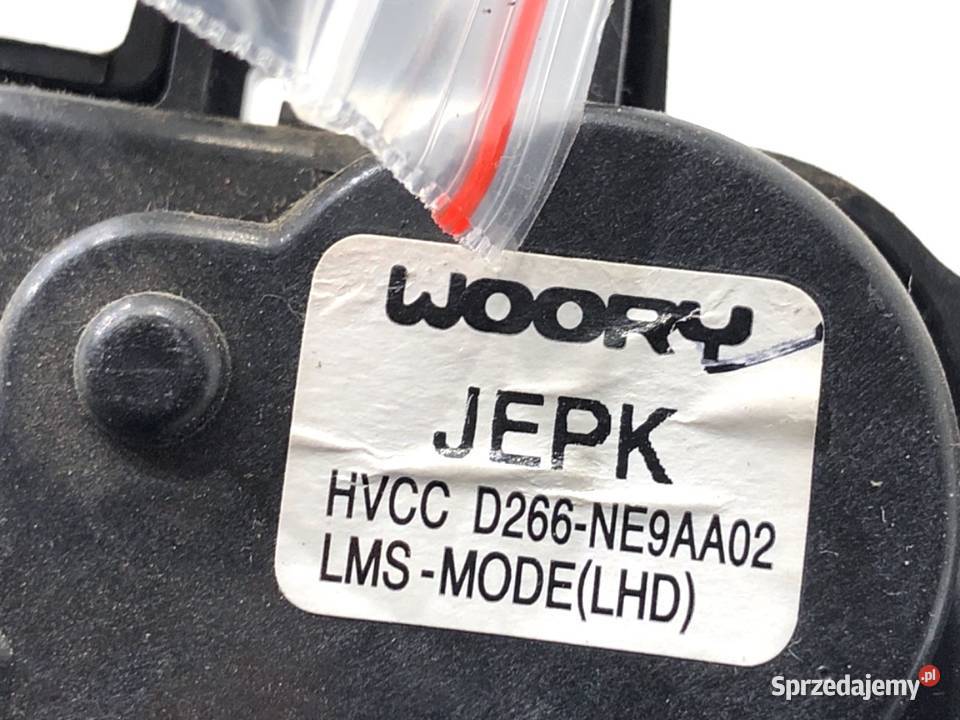 WOORY
JEPK
HVCC D266-NE9AA02
LMS-MODE(LHD)
Sprzedajemy.pl